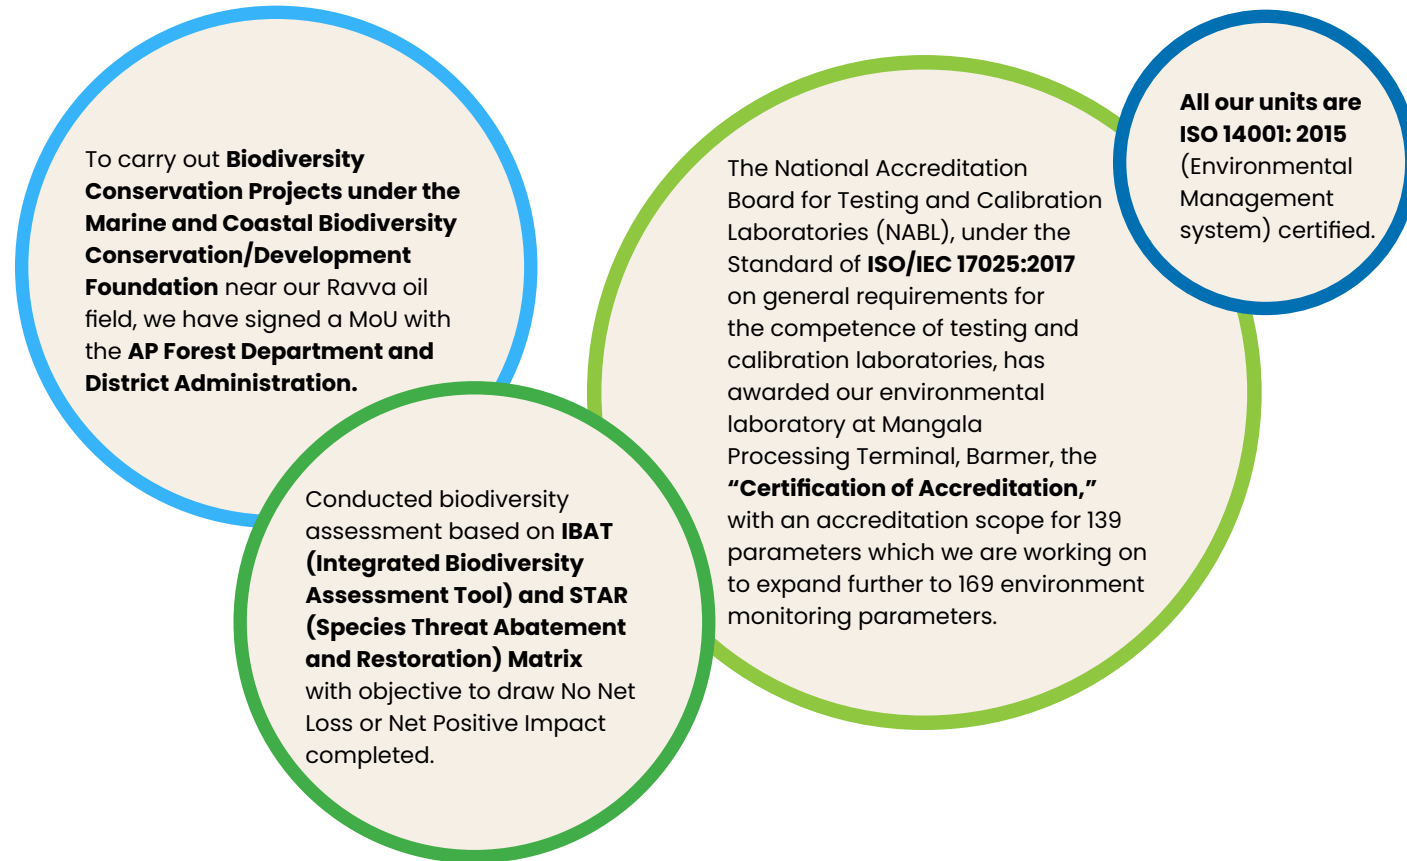 To carry out Biodiversity
Conservation Projects under the
Marine and Coastal Biodiversity
Conservation/Development
Foundation near our Ravva oil
field, we have signed a MoU with
the AP Forest Department and
District Administration.
Conducted biodiversity
assessment based on IBAT
(Integrated Biodiversity
Assessment Tool) and STAR
(Species Threat Abatement
and Restoration) Matrix
with objective to draw No Net
Loss or Net Positive Impact
completed.
The National Accreditation
Board for Testing and Calibration
Laboratories (NABL), under the
Standard of ISO/IEC 17025:2017
on general requirements for
the competence of testing and
calibration laboratories, has
awarded our environmental
laboratory at Mangala
Processing Terminal, Barmer, the
“Certification of Accreditation,”
with an accreditation scope for 139
parameters which we are working on
to expand further to 169 environment
monitoring parameters.
All our units are
ISO 14001: 2015
(Environmental
Management
system) certified.